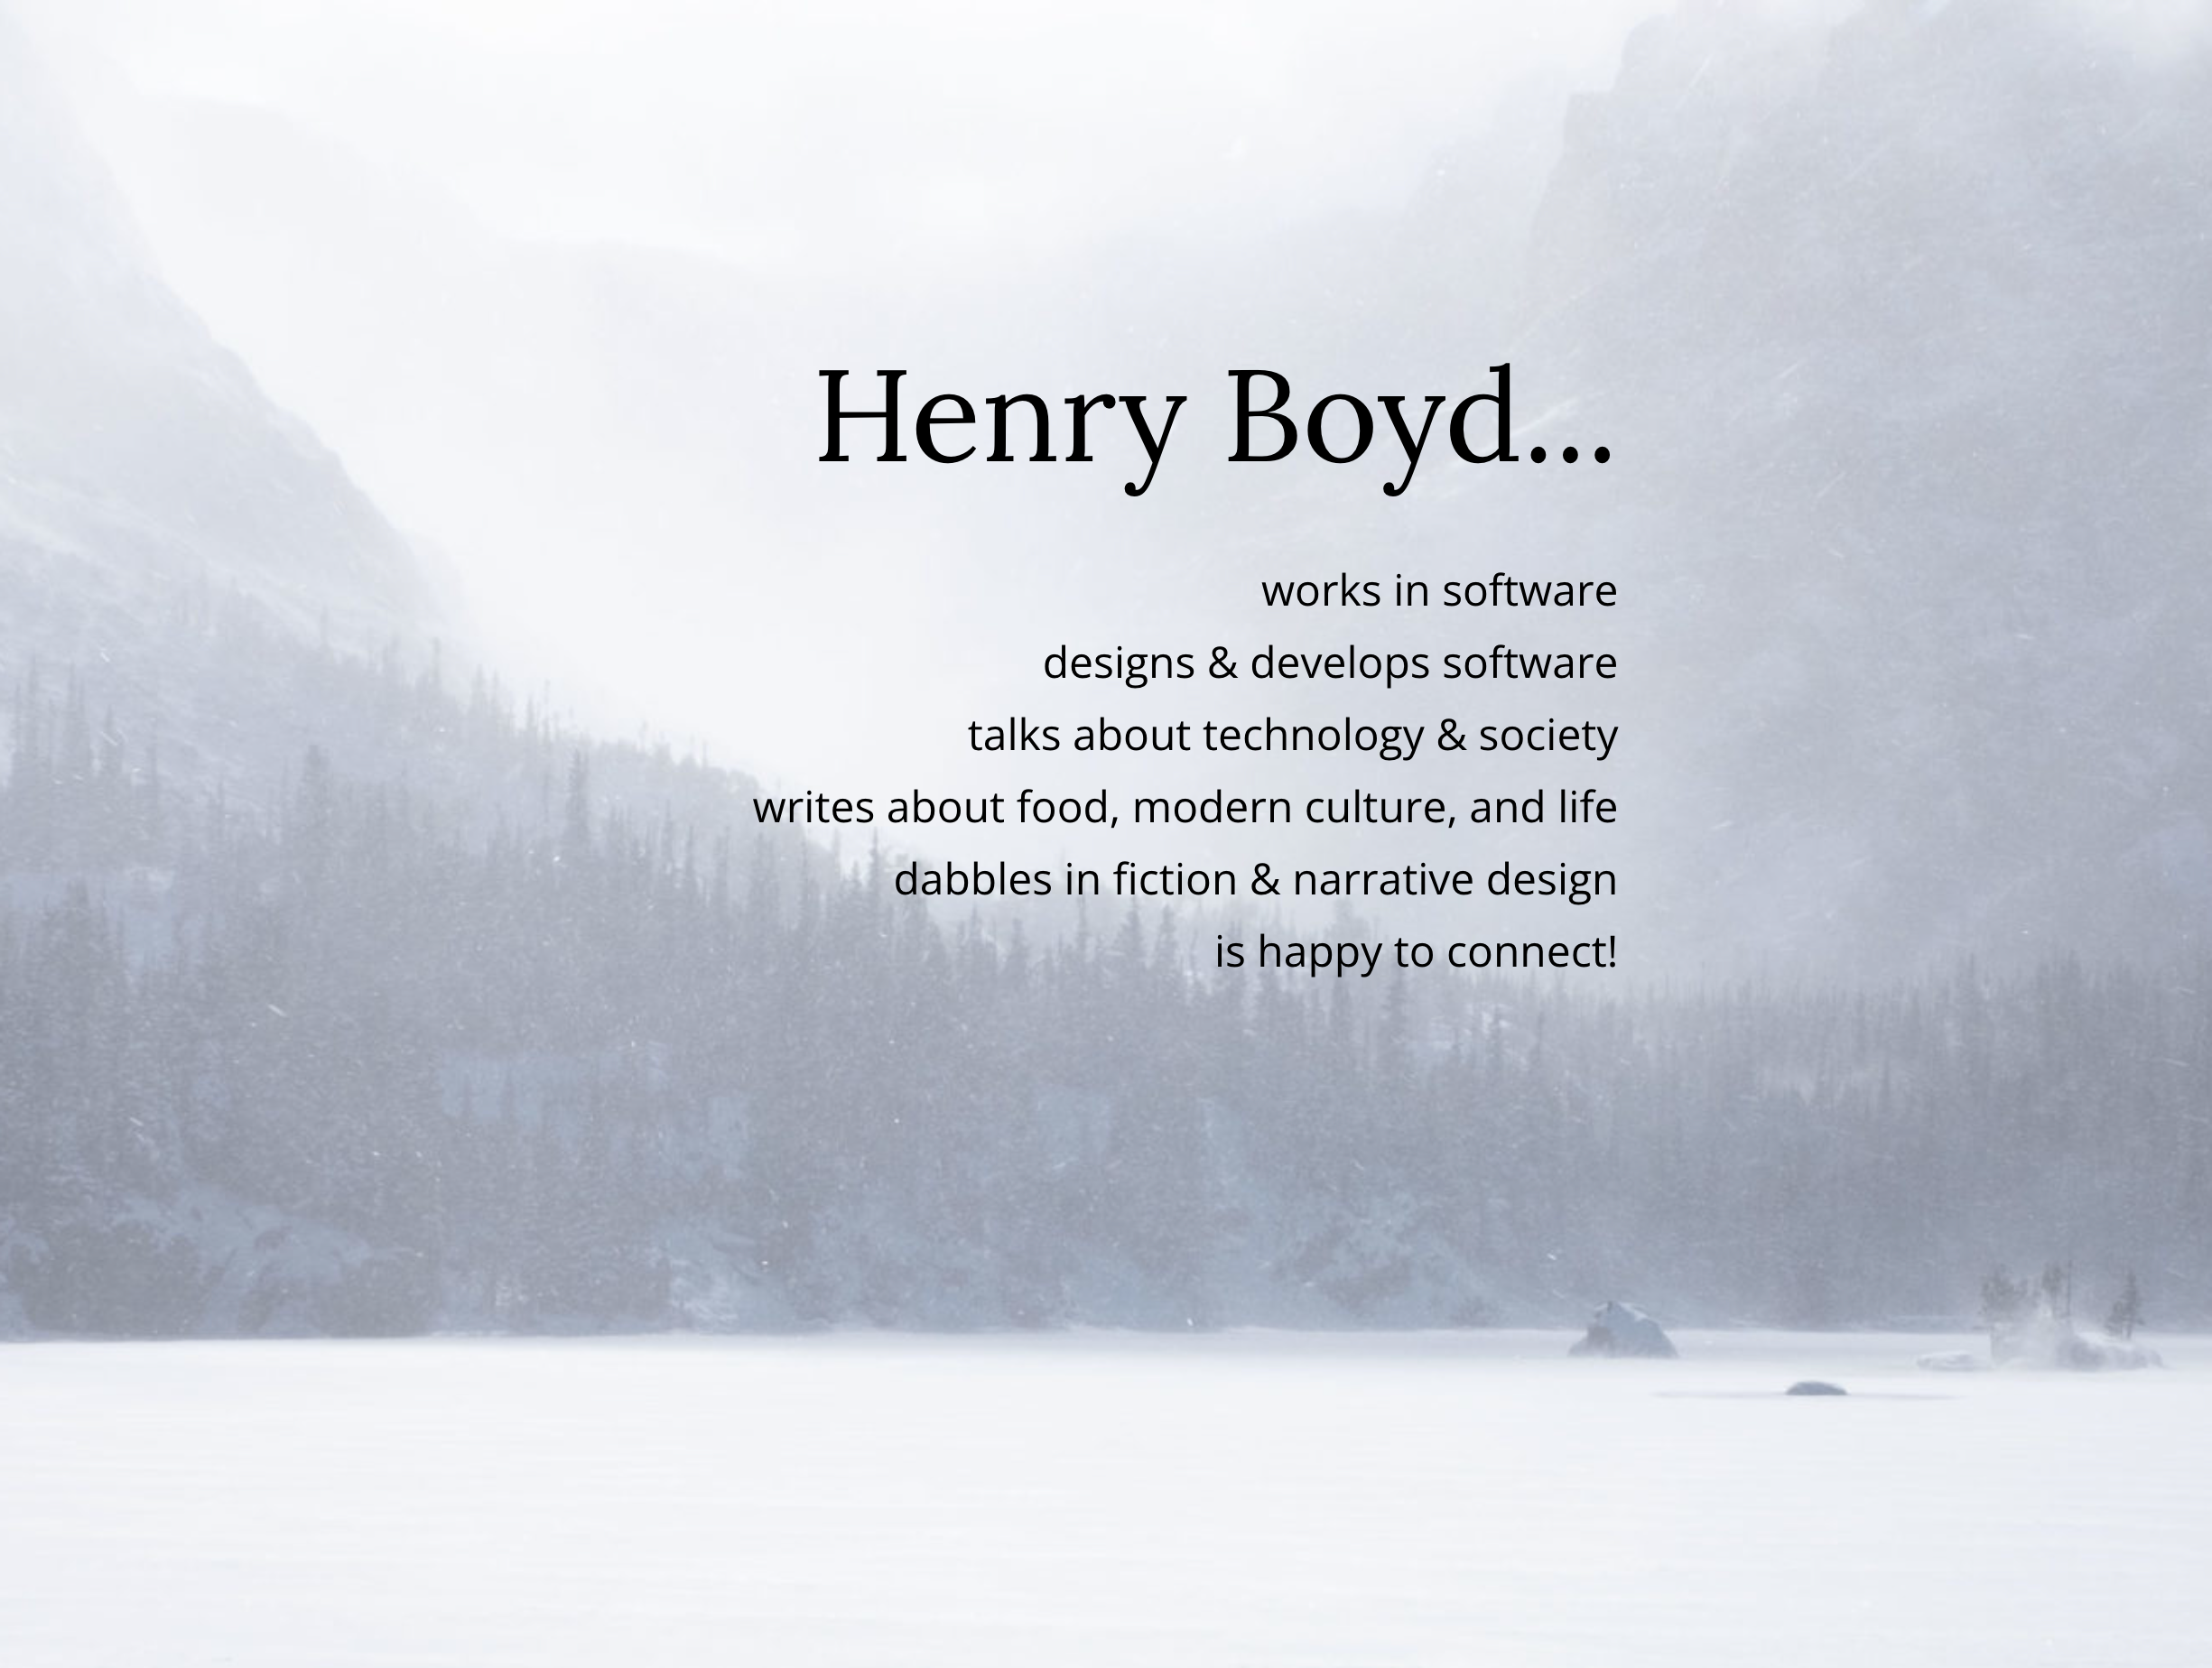 Henry Boyd...
works in software
designs & develops software
talks about technology & society
writes about food, modern culture, and life
dabbles in fiction & narrative design
is happy to connect!